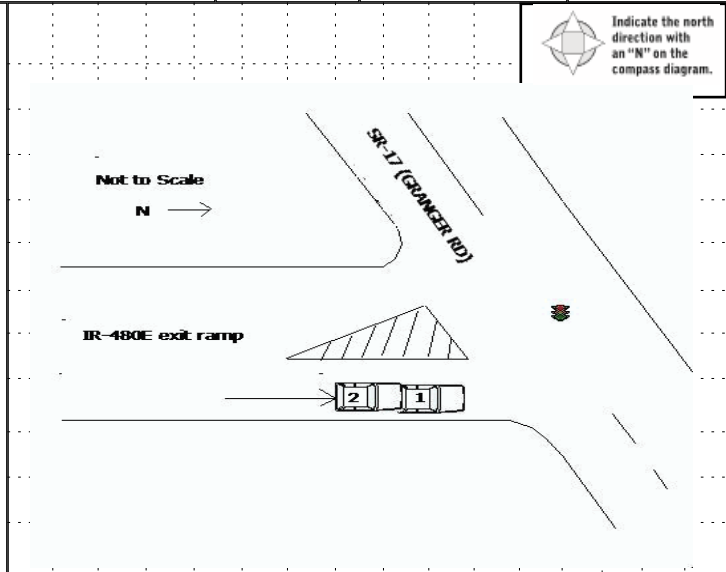 Indicate the north
direction with
an "N" on the
compass diagram.
SR-17 (GRANGER RD)
Not to Scale
N
IR-480E exit ramp
2
1